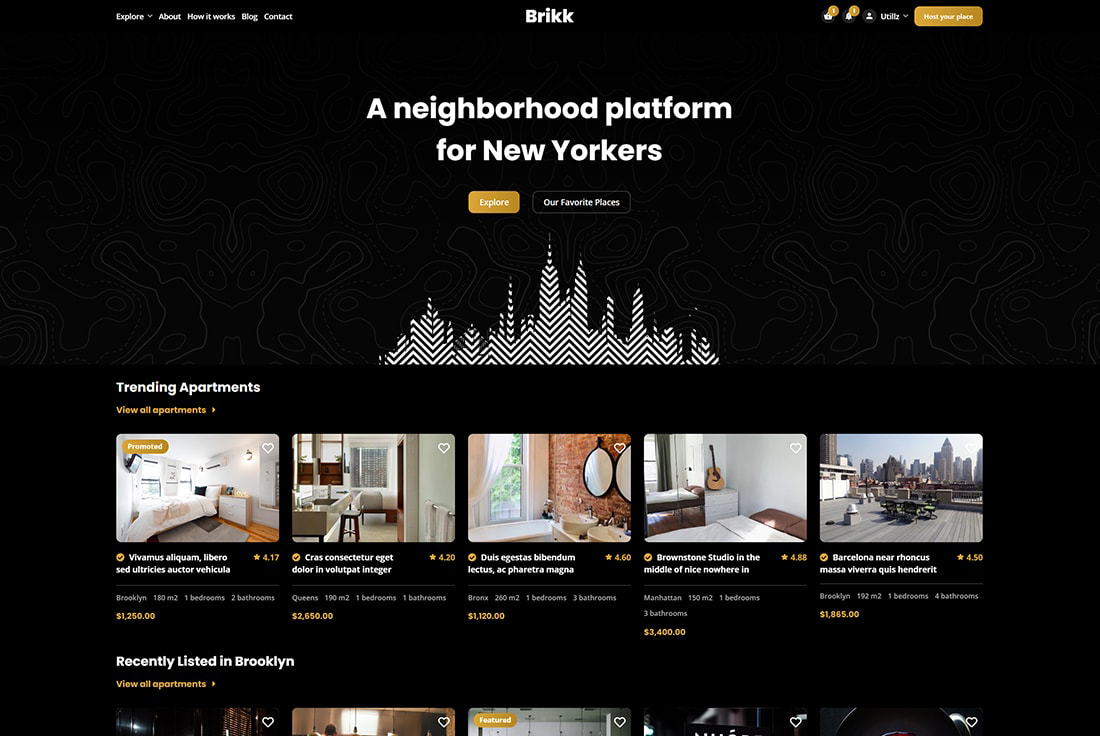 Explore About How it works Blog Contact Brikk 1 1 Utillz Host your place
A neighborhood platform
for New Yorkers
Explore Our Favorite Places
Trending Apartments
View all apartments
Promoted
Vivamus aliquam, libero 4.17
sed ultricies auctor vehicula
Brooklyn 180 m2 1 bedrooms 2 bathrooms
$1,250.00
Cras consectetur eget 4.20
dolor in volutpat integer
Queens 190 m2 1 bedrooms 1 bathrooms
$2,650.00
Duis egestas bibendum 4.60
lectus, ac pharetra magna
Bronx 260 m2 1 bedrooms 3 bathrooms
$1,120.00
Brownstone Studio in the 4.88
middle of nice nowhere in
Manhattan 150 m2 1 bedrooms
3 bathrooms
$3,400.00
Barcelona near rhoncus 4.50
massa viverra quis hendrerit
Brooklyn 192 m2 1 bedrooms 4 bathrooms
$1,865.00
Recently Listed in Brooklyn
View all apartments
Featured